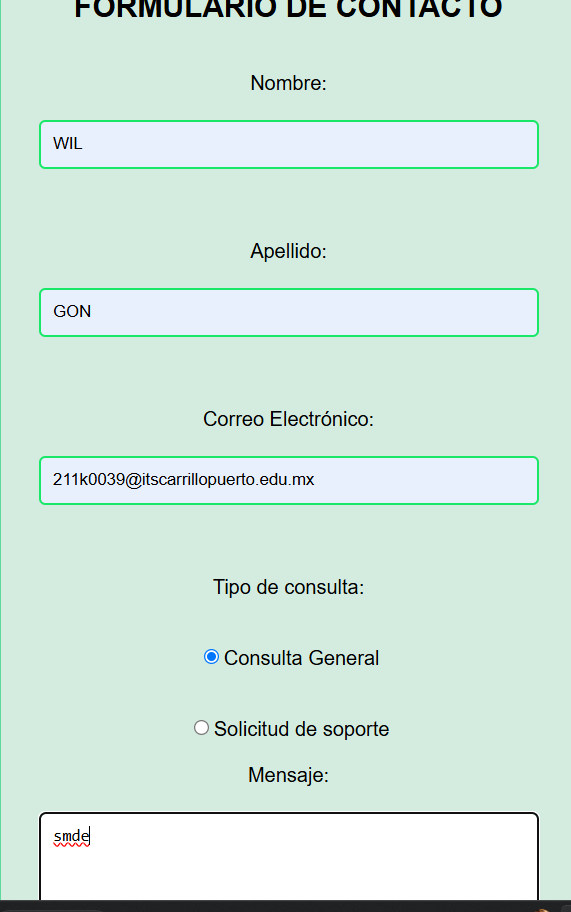 FORMULARIO DE CONTACTO
Nombre:
WIL
Apellido:
GON
Correo Electrónico:
211k0039@itscarrillopuerto.edu.mx
Tipo de consulta:
Consulta General
Solicitud de soporte
Mensaje:
smde